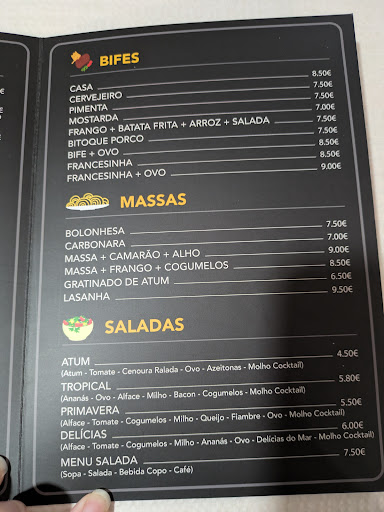 BIFES
CASA 8.50€
CERVEJEIRO 7.50€
PIMENTA 7.50€
MOSTARDA 7.00€
FRANGO + BATATA FRITA + ARROZ + SALADA 7.50€
BITOQUE PORCO 7.50€
BIFE + OVO 8.50€
FRANCESINHA 8.50€
FRANCESINHA + OVO 9.00€
MASSAS
BOLONHESA 7.50€
CARBONARA 7.00€
MASSA + CAMARÃO + ALHO 9.00€
MASSA + FRANGO + COGUMELOS 8.50€
GRATINADO DE ATUM 6.50€
LASANHA 9.50€
SALADAS
ATUM 4.50€
(Atum - Tomate - Cenoura Ralada - Ovo - Azeitonas - Molho Cocktail)
TROPICAL 5.80€
(Ananás - Ovo - Alface - Milho - Bacon - Cogumelos - Molho Cocktail)
PRIMAVERA 5.50€
(Alface - Tomate - Cogumelos - Milho - Queijo - Fiambre - Ovo - Molho Cocktail)
DELÍCIAS 6.00€
(Alface - Tomate - Cogumelos - Milho - Ananás - Ovo - Delícias do Mar - Molho Cocktail)
MENU SALADA 7.50€
(Sopa - Salada - Bebida Copo - Café)